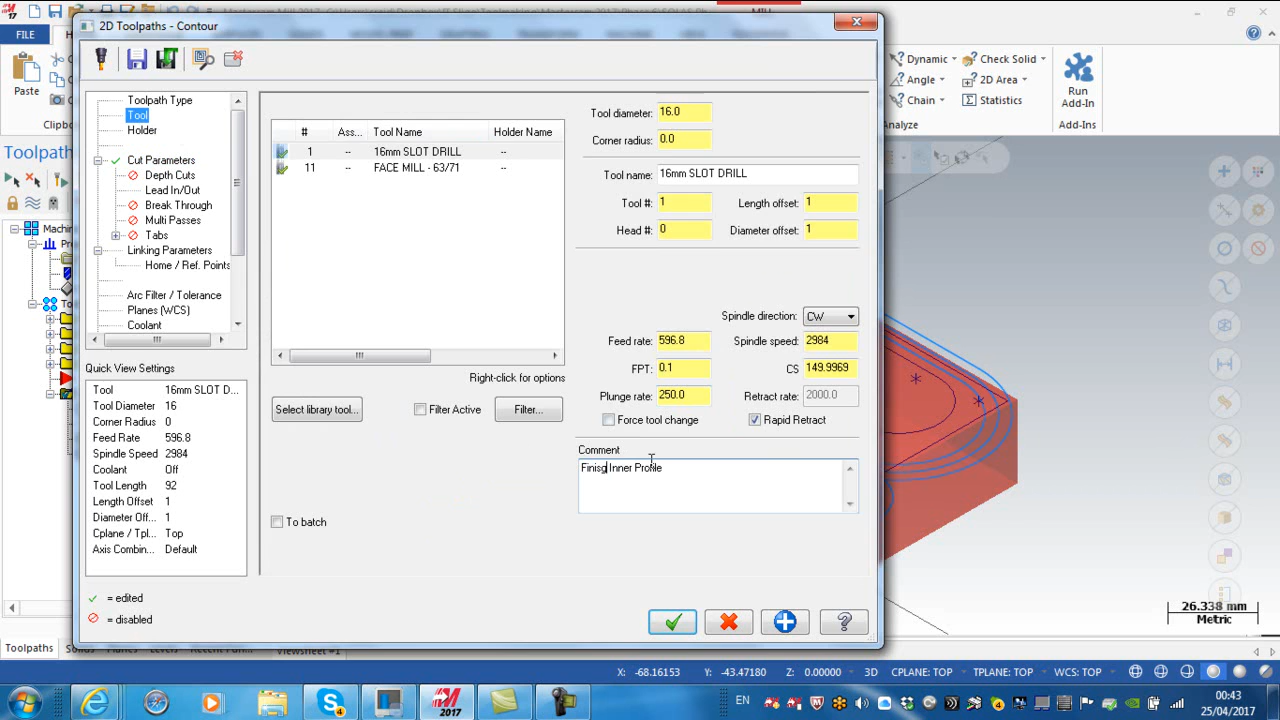 2D Toolpaths - Contour
FILE
Paste
Clipb
Dynamic
Check Solid
Angle
2D Area
Chain
Statistics
Run
Add-In
Analyze
Add-Ins
Toolpath
Toolpath Type
Tool
Holder
Cut Parameters
Depth Cuts
Lead In/Out
Break Through
Multi Passes
Tabs
Linking Parameters
Home / Ref. Points
Arc Filter / Tolerance
Planes (WCS)
Coolant
# Ass... Tool Name Holder Name
1 -- 16mm SLOT DRILL --
11 -- FACE MILL - 63/71 --
Right-click for options
Select library tool...
Filter Active
Filter...
To batch
Tool diameter: 16.0
Corner radius: 0.0
Tool name: 16mm SLOT DRILL
Tool #: 1 Length offset: 1
Head #: 0 Diameter offset: 1
Spindle direction: CW
Feed rate: 596.8 Spindle speed: 2984
FPT: 0.1 CS 149.9969
Plunge rate: 250.0 Retract rate: 2000.0
Force tool change Rapid Retract
Comment
Finisg Inner Profile
Quick View Settings
Tool 16mm SLOT D...
Tool Diameter 16
Corner Radius 0
Feed Rate 596.8
Spindle Speed 2984
Coolant Off
Tool Length 92
Length Offset 1
Diameter Off... 1
Cplane / Tpl... Top
Axis Combin... Default
= edited
= disabled
26.338 mm
Metric
Toolpaths
Viewsheet #1
X: -68.16153 Y: -43.47180 Z: 0.00000 3D CPLANE: TOP TPLANE: TOP WCS: TOP
2017
EN
00:43
25/04/2017